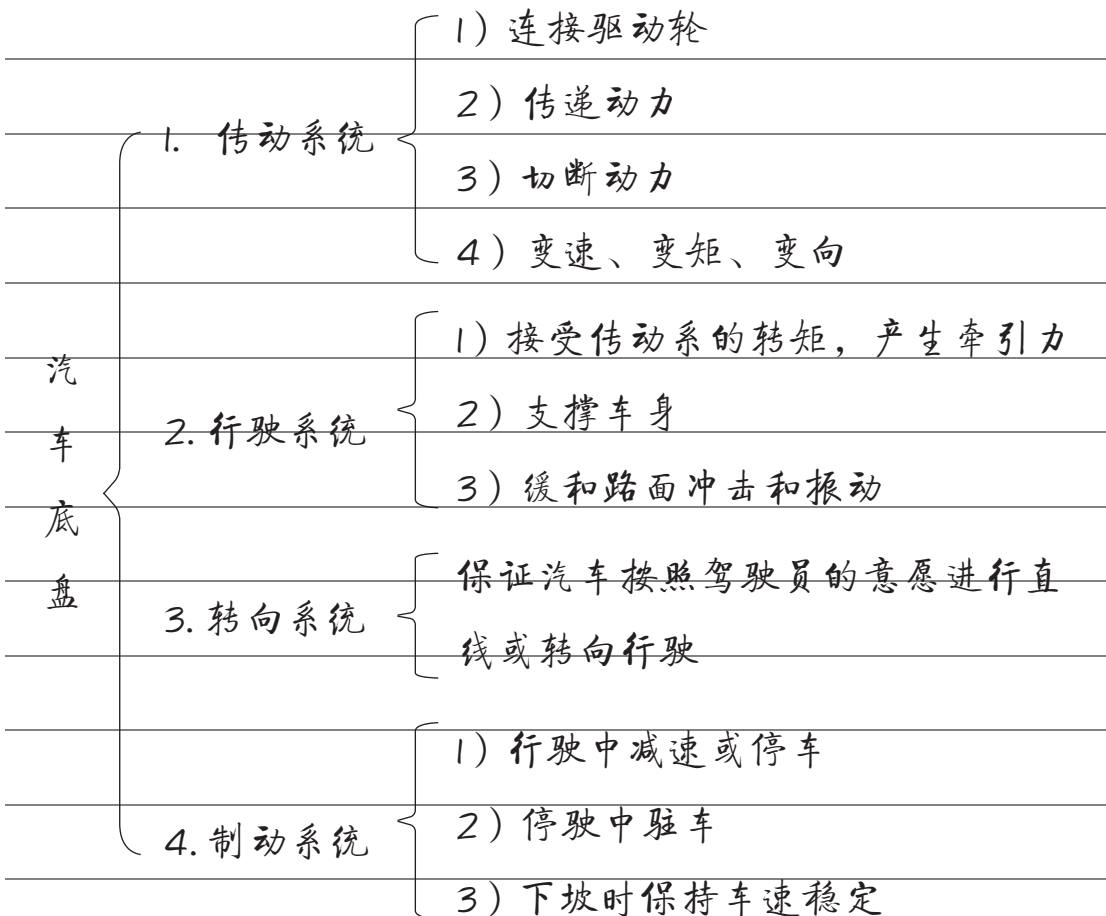 汽车底盘
1. 传动系统
1) 连接驱动轮
2) 传递动力
3) 切断动力
4) 变速、变矩、变向
2. 行驶系统
1) 接受传动系的转矩，产生牵引力
2) 支撑车身
3) 缓和路面冲击和振动
3. 转向系统
保证汽车按照驾驶员的意愿进行直
线或转向行驶
4. 制动系统
1) 行驶中减速或停车
2) 停驶中驻车
3) 下坡时保持车速稳定